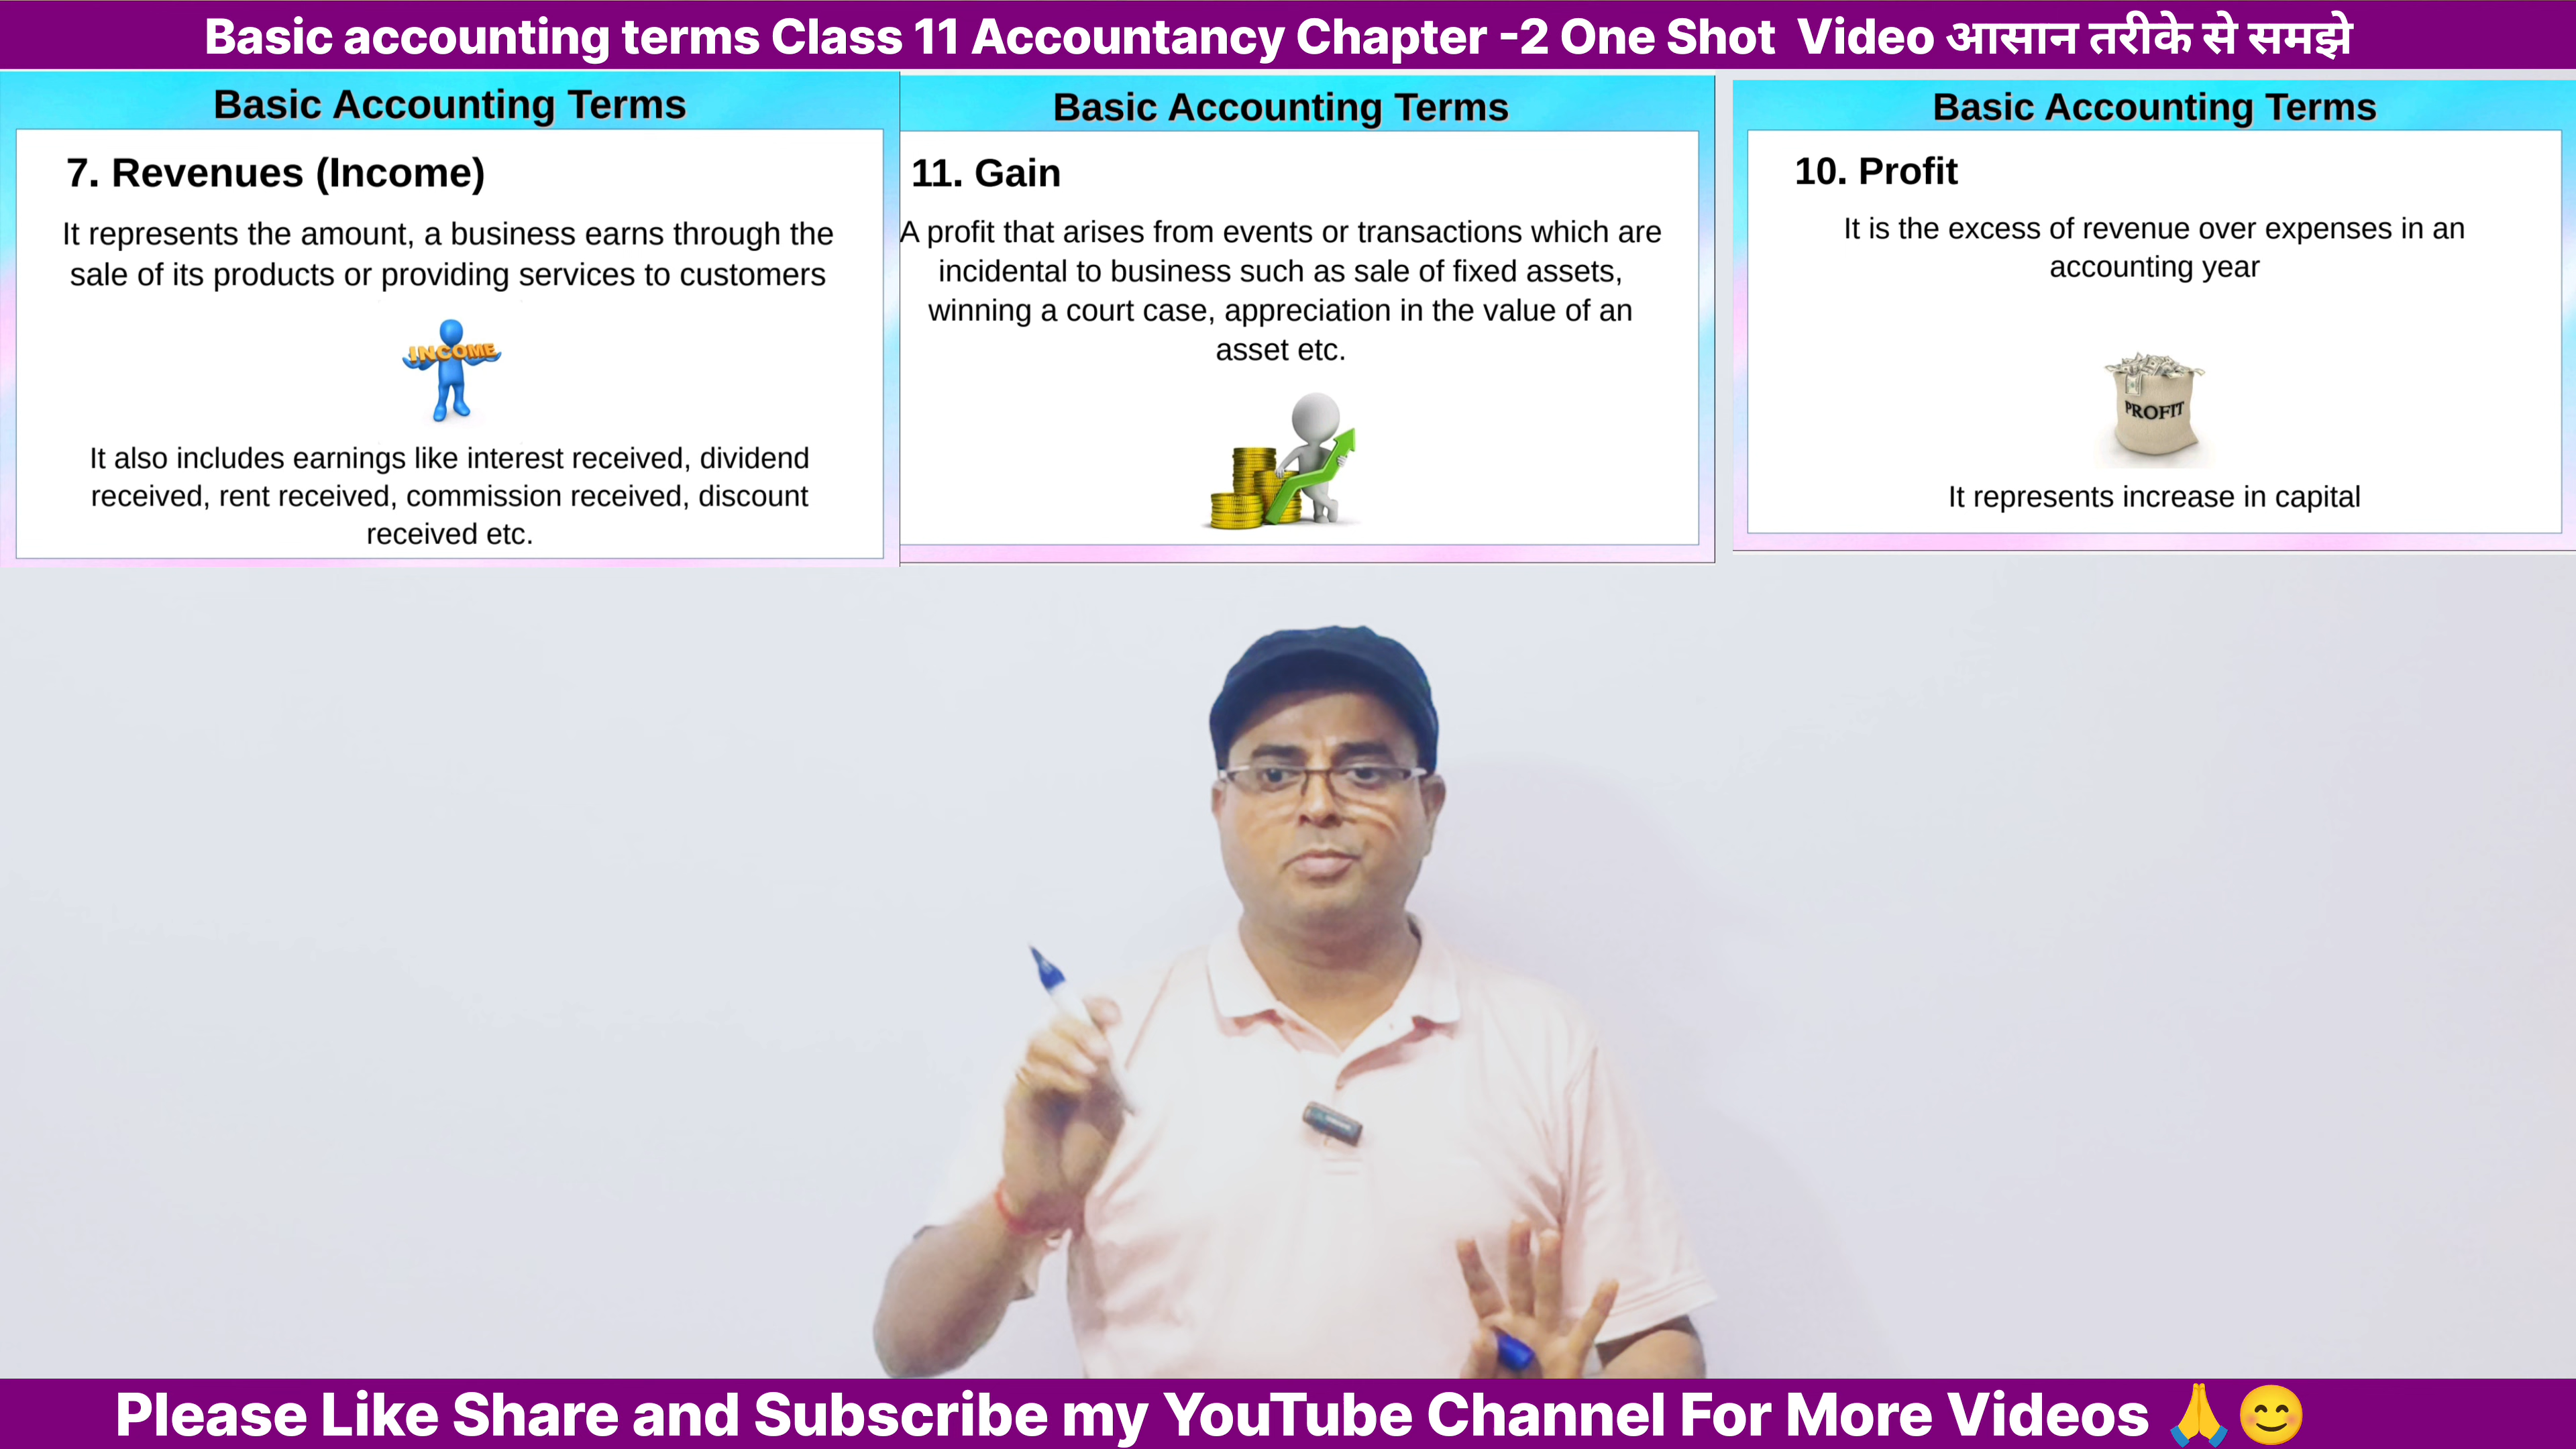 Basic accounting terms Class 11 Accountancy Chapter -2 One Shot Video आसान तरीके से समझे
Basic Accounting Terms
7. Revenues (Income)
It represents the amount, a business earns through the
sale of its products or providing services to customers
INCOME
It also includes earnings like interest received, dividend
received, rent received, commission received, discount
received etc.
Basic Accounting Terms
11. Gain
A profit that arises from events or transactions which are
incidental to business such as sale of fixed assets,
winning a court case, appreciation in the value of an
asset etc.
Basic Accounting Terms
10. Profit
It is the excess of revenue over expenses in an
accounting year
PROFIT
It represents increase in capital
Please Like Share and Subscribe my YouTube Channel For More Videos 🙏😊